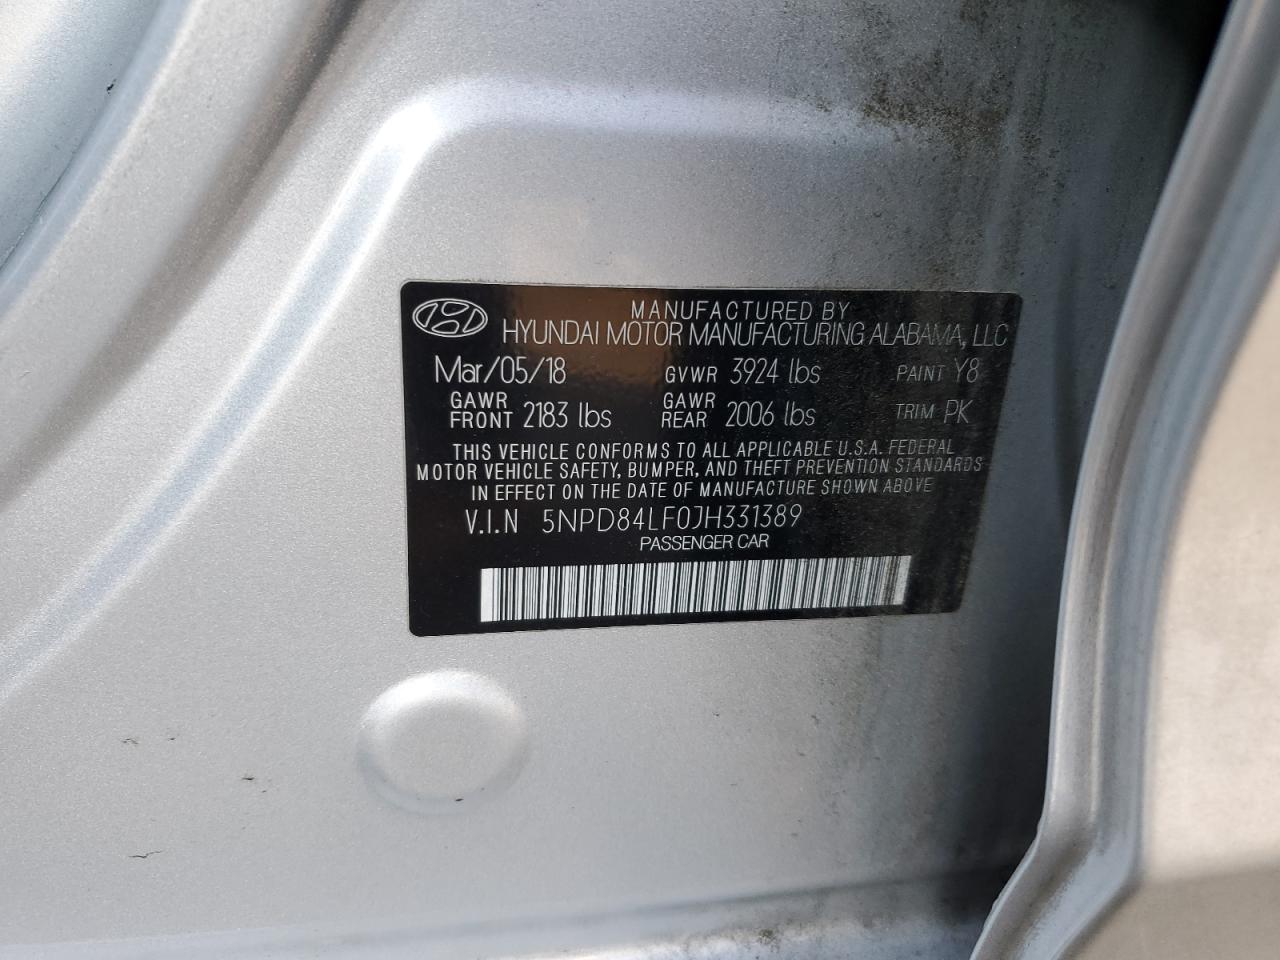 MANUFACTURED BY
HYUNDAI MOTOR MANUFACTURING ALABAMA, LLC
Mar/05/18 GVWR 3924 lbs PAINT Y8
GAWR FRONT 2183 lbs GAWR REAR 2006 lbs TRIM PK
THIS VEHICLE CONFORMS TO ALL APPLICABLE U.S.A. FEDERAL
MOTOR VEHICLE SAFETY, BUMPER, AND THEFT PREVENTION STANDARDS
IN EFFECT ON THE DATE OF MANUFACTURE SHOWN ABOVE
V.I.N 5NPD84LF0JH331389
PASSENGER CAR